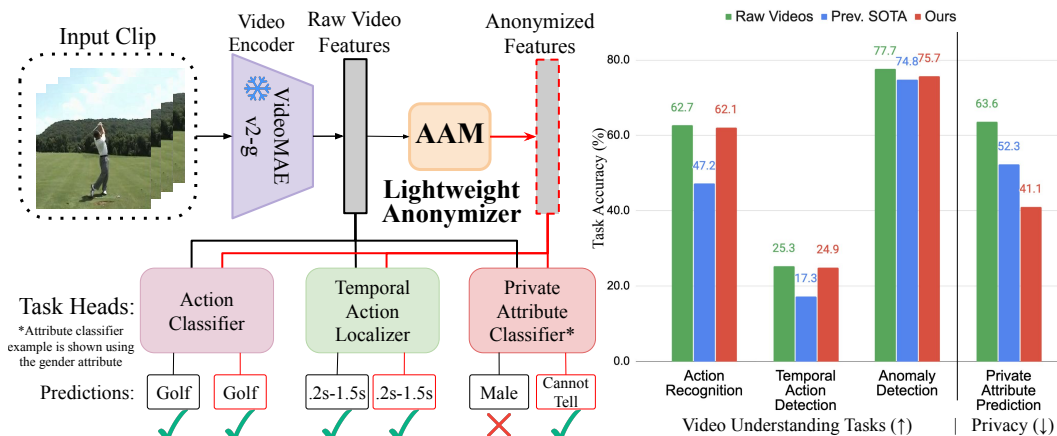 Input Clip
Video
Encoder
VideoMAE
v2-g
Raw Video
Features
AAM
Lightweight
Anonymizer
Anonymized
Features
Task Heads:
*Attribute classifier
example is shown using
the gender attribute
Action
Classifier
Temporal
Action
Localizer
Private
Attribute
Classifier*
Predictions:
Golf
Golf
.2s-1.5s
.2s-1.5s
Male
Cannot
Tell
Raw Videos
Prev. SOTA
Ours
Task Accuracy (%)
80.0
60.0
40.0
20.0
0.0
62.7
47.2
62.1
25.3
17.3
24.9
77.7
74.8
75.7
63.6
52.3
41.1
Action
Recognition
Temporal
Action
Detection
Anomaly
Detection
Private
Attribute
Prediction
Video Understanding Tasks (↑) | Privacy (↓)